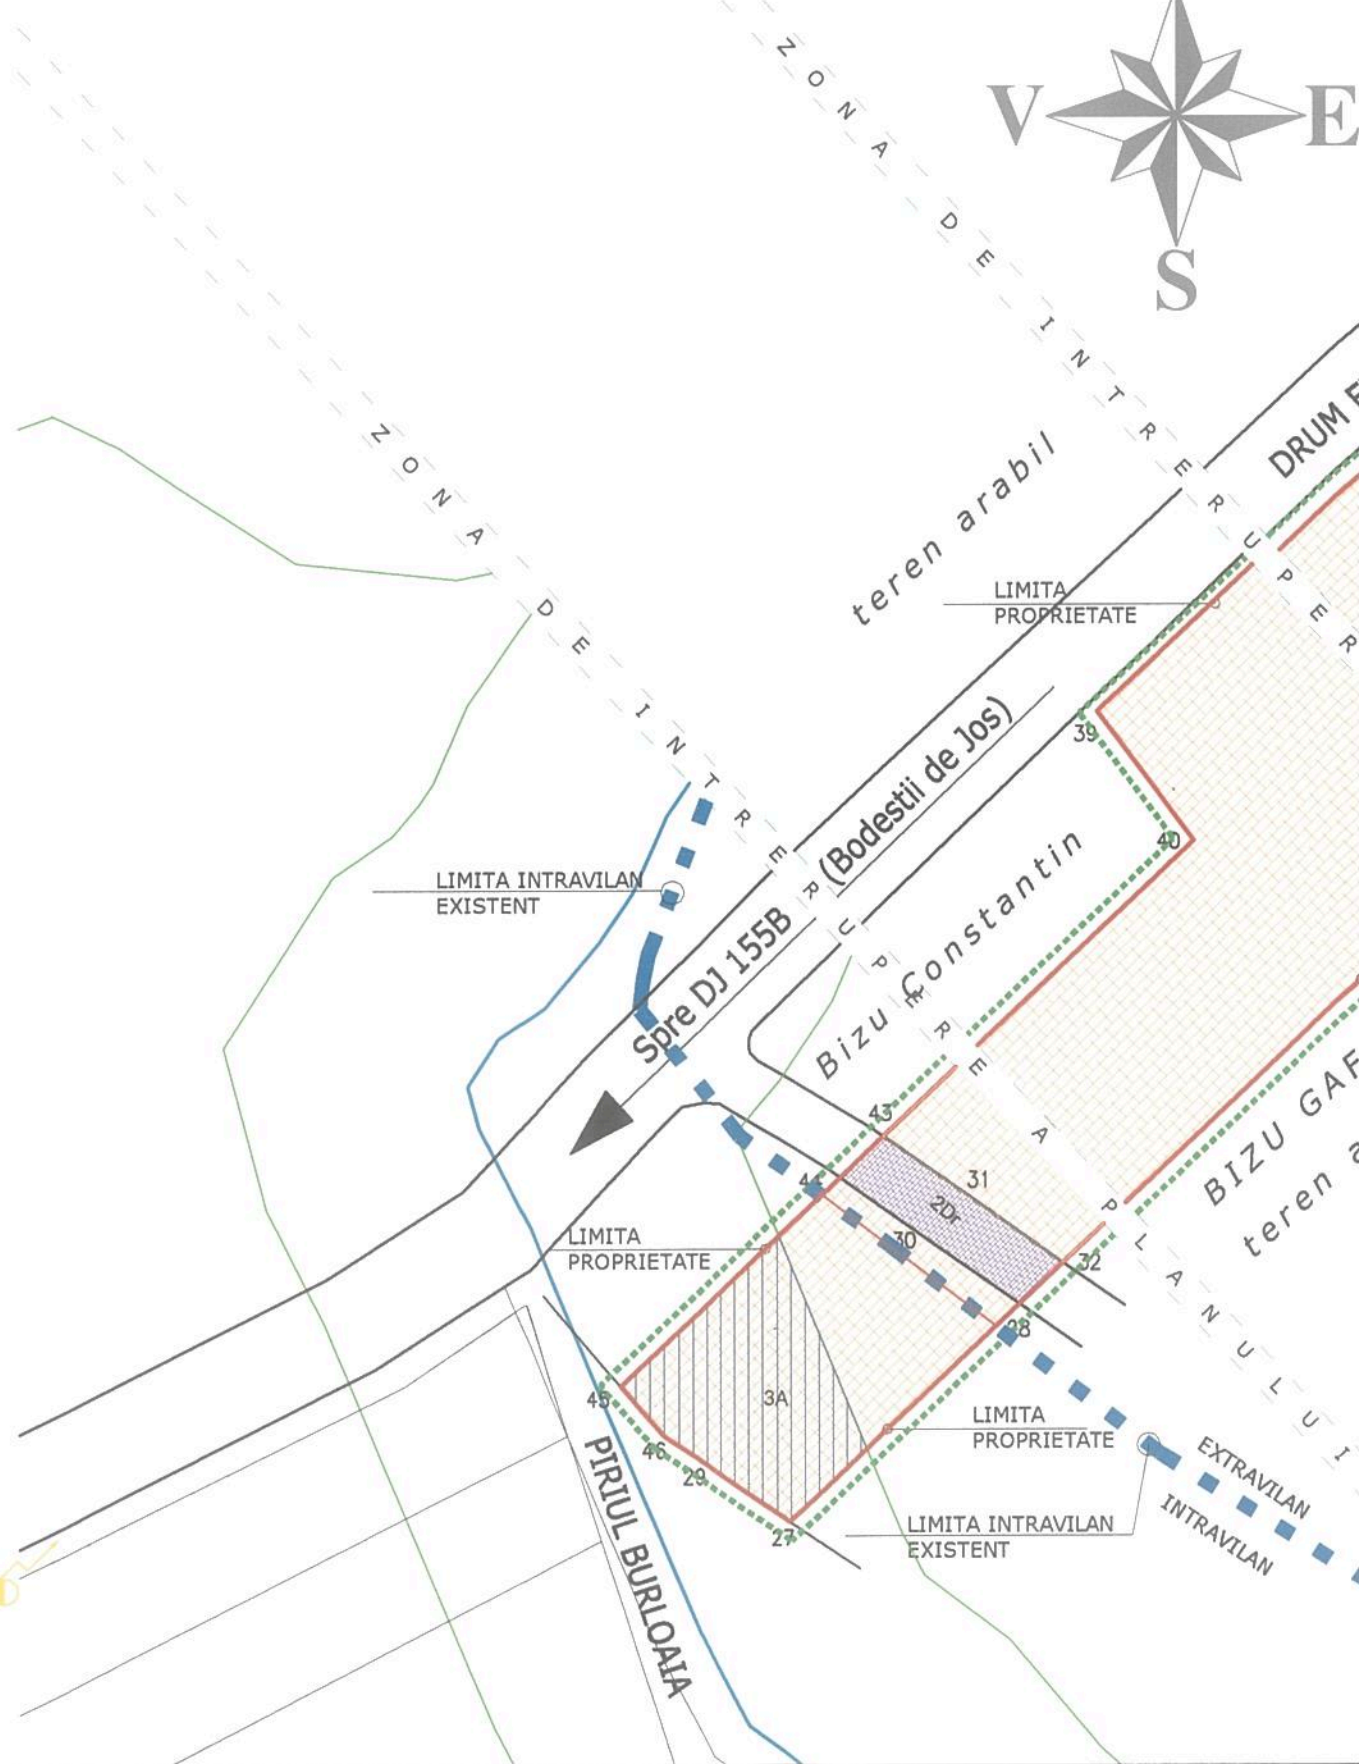 V
E
S
ZONA DE INTRERUPERE A PLANULUI
ZONA DE INTRERUPER
DRUM
teren arabil
LIMITA
PROPRIETATE
39
(Bodestii de Jos)
40
Bizu Constantin
LIMITA INTRAVILAN
EXISTENT
Spre DJ 155B
43
31
44
2Dr
30
32
28
BIZU GAF
teren a
LIMITA
PROPRIETATE
3A
45
46
29
27
LIMITA
PROPRIETATE
EXTRAVILAN
INTRAVILAN
LIMITA INTRAVILAN
EXISTENT
PIRIUL BURLOAIA